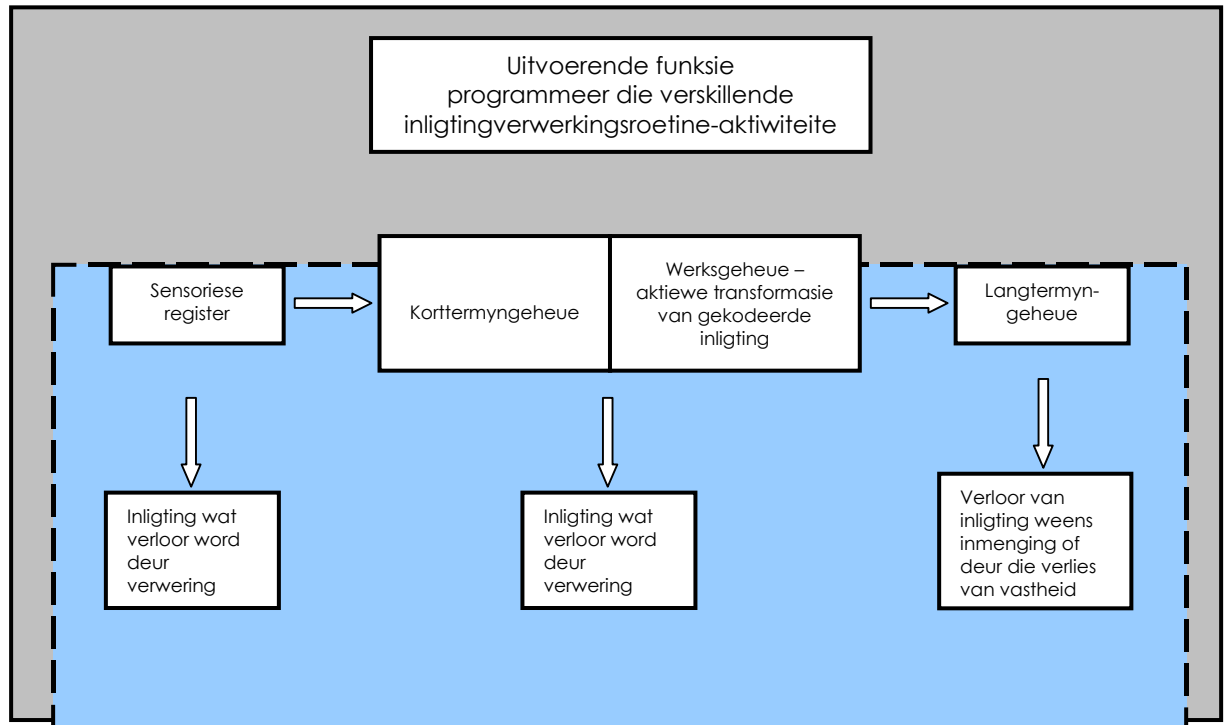 Uitvoerende funksie
programmeer die verskillende
inligtingverwerkingsroetine-aktiwiteite
Sensoriese
register
Korttermyngeheue
Werksgeheue –
aktiewe transformasie
van gekodeerde
inligting
Langtermyn-
geheue
Inligting wat
verloor word
deur
verwering
Inligting wat
verloor word
deur
verwering
Verloor van
inligting weens
inmenging of
deur die verlies
van vastheid